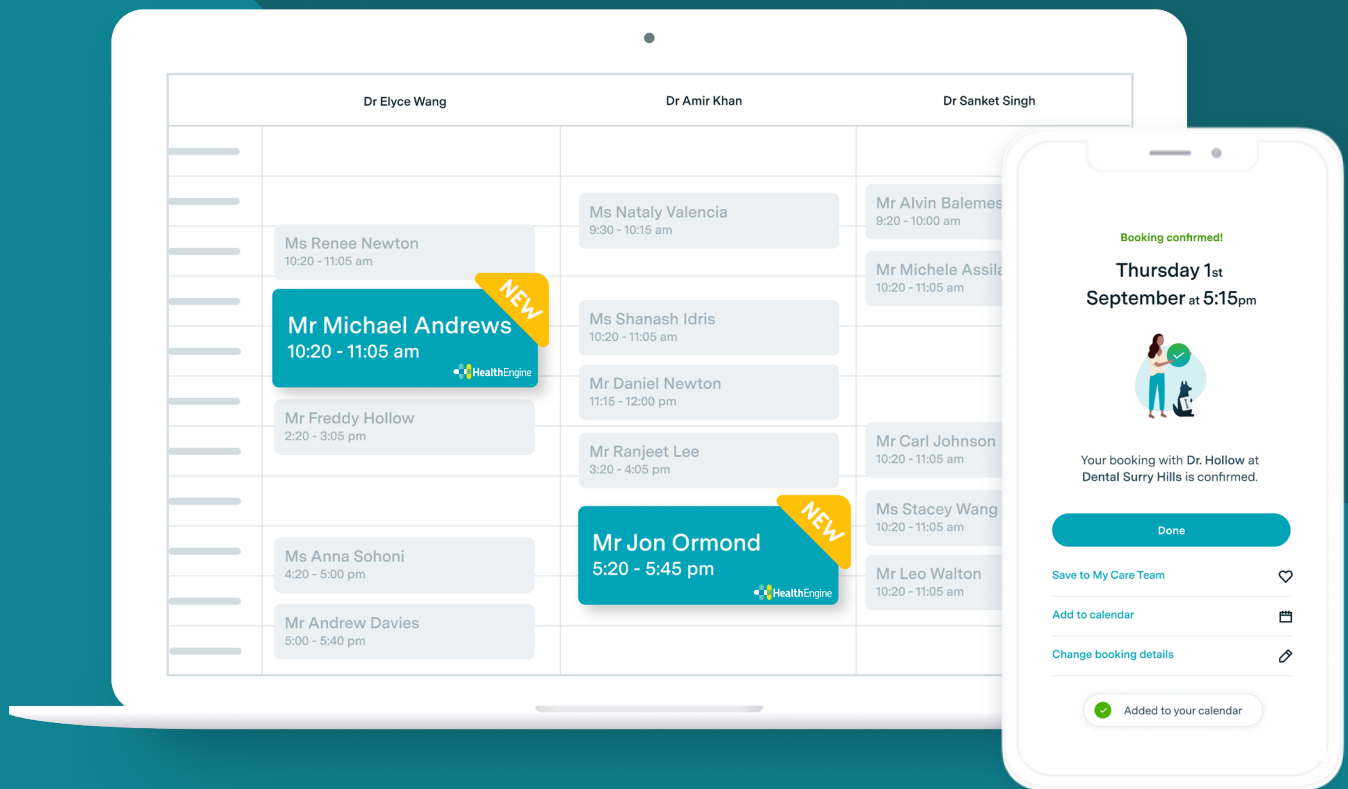 Dr Elyce Wang
Dr Amir Khan
Dr Sanket Singh
Ms Renee Newton
10:20 - 11:05 am
NEW
Mr Michael Andrews
10:20 - 11:05 am
HealthEngine
Mr Freddy Hollow
2:20 - 3:05 pm
Ms Anna Sohoni
4:20 - 5:00 pm
Mr Andrew Davies
5:00 - 5:40 pm
Ms Nataly Valencia
9:30 - 10:15 am
Ms Shanash Idris
10:20 - 11:05 am
Mr Daniel Newton
11:15 - 12:00 pm
Mr Ranjeet Lee
3:20 - 4:05 pm
NEW
Mr Jon Ormond
5:20 - 5:45 pm
HealthEngine
Mr Alvin Balemes
9:20 - 10:00 am
Mr Michele Assila
10:20 - 11:05 am
Mr Carl Johnson
10:20 - 11:05 am
Ms Stacey Wang
10:20 - 11:05 am
Mr Leo Walton
10:20 - 11:05 am
Booking confirmed!
Thursday 1st
September at 5:15pm
Your booking with Dr. Hollow at
Dental Surry Hills is confirmed.
Done
Save to My Care Team
Add to calendar
Change booking details
Added to your calendar